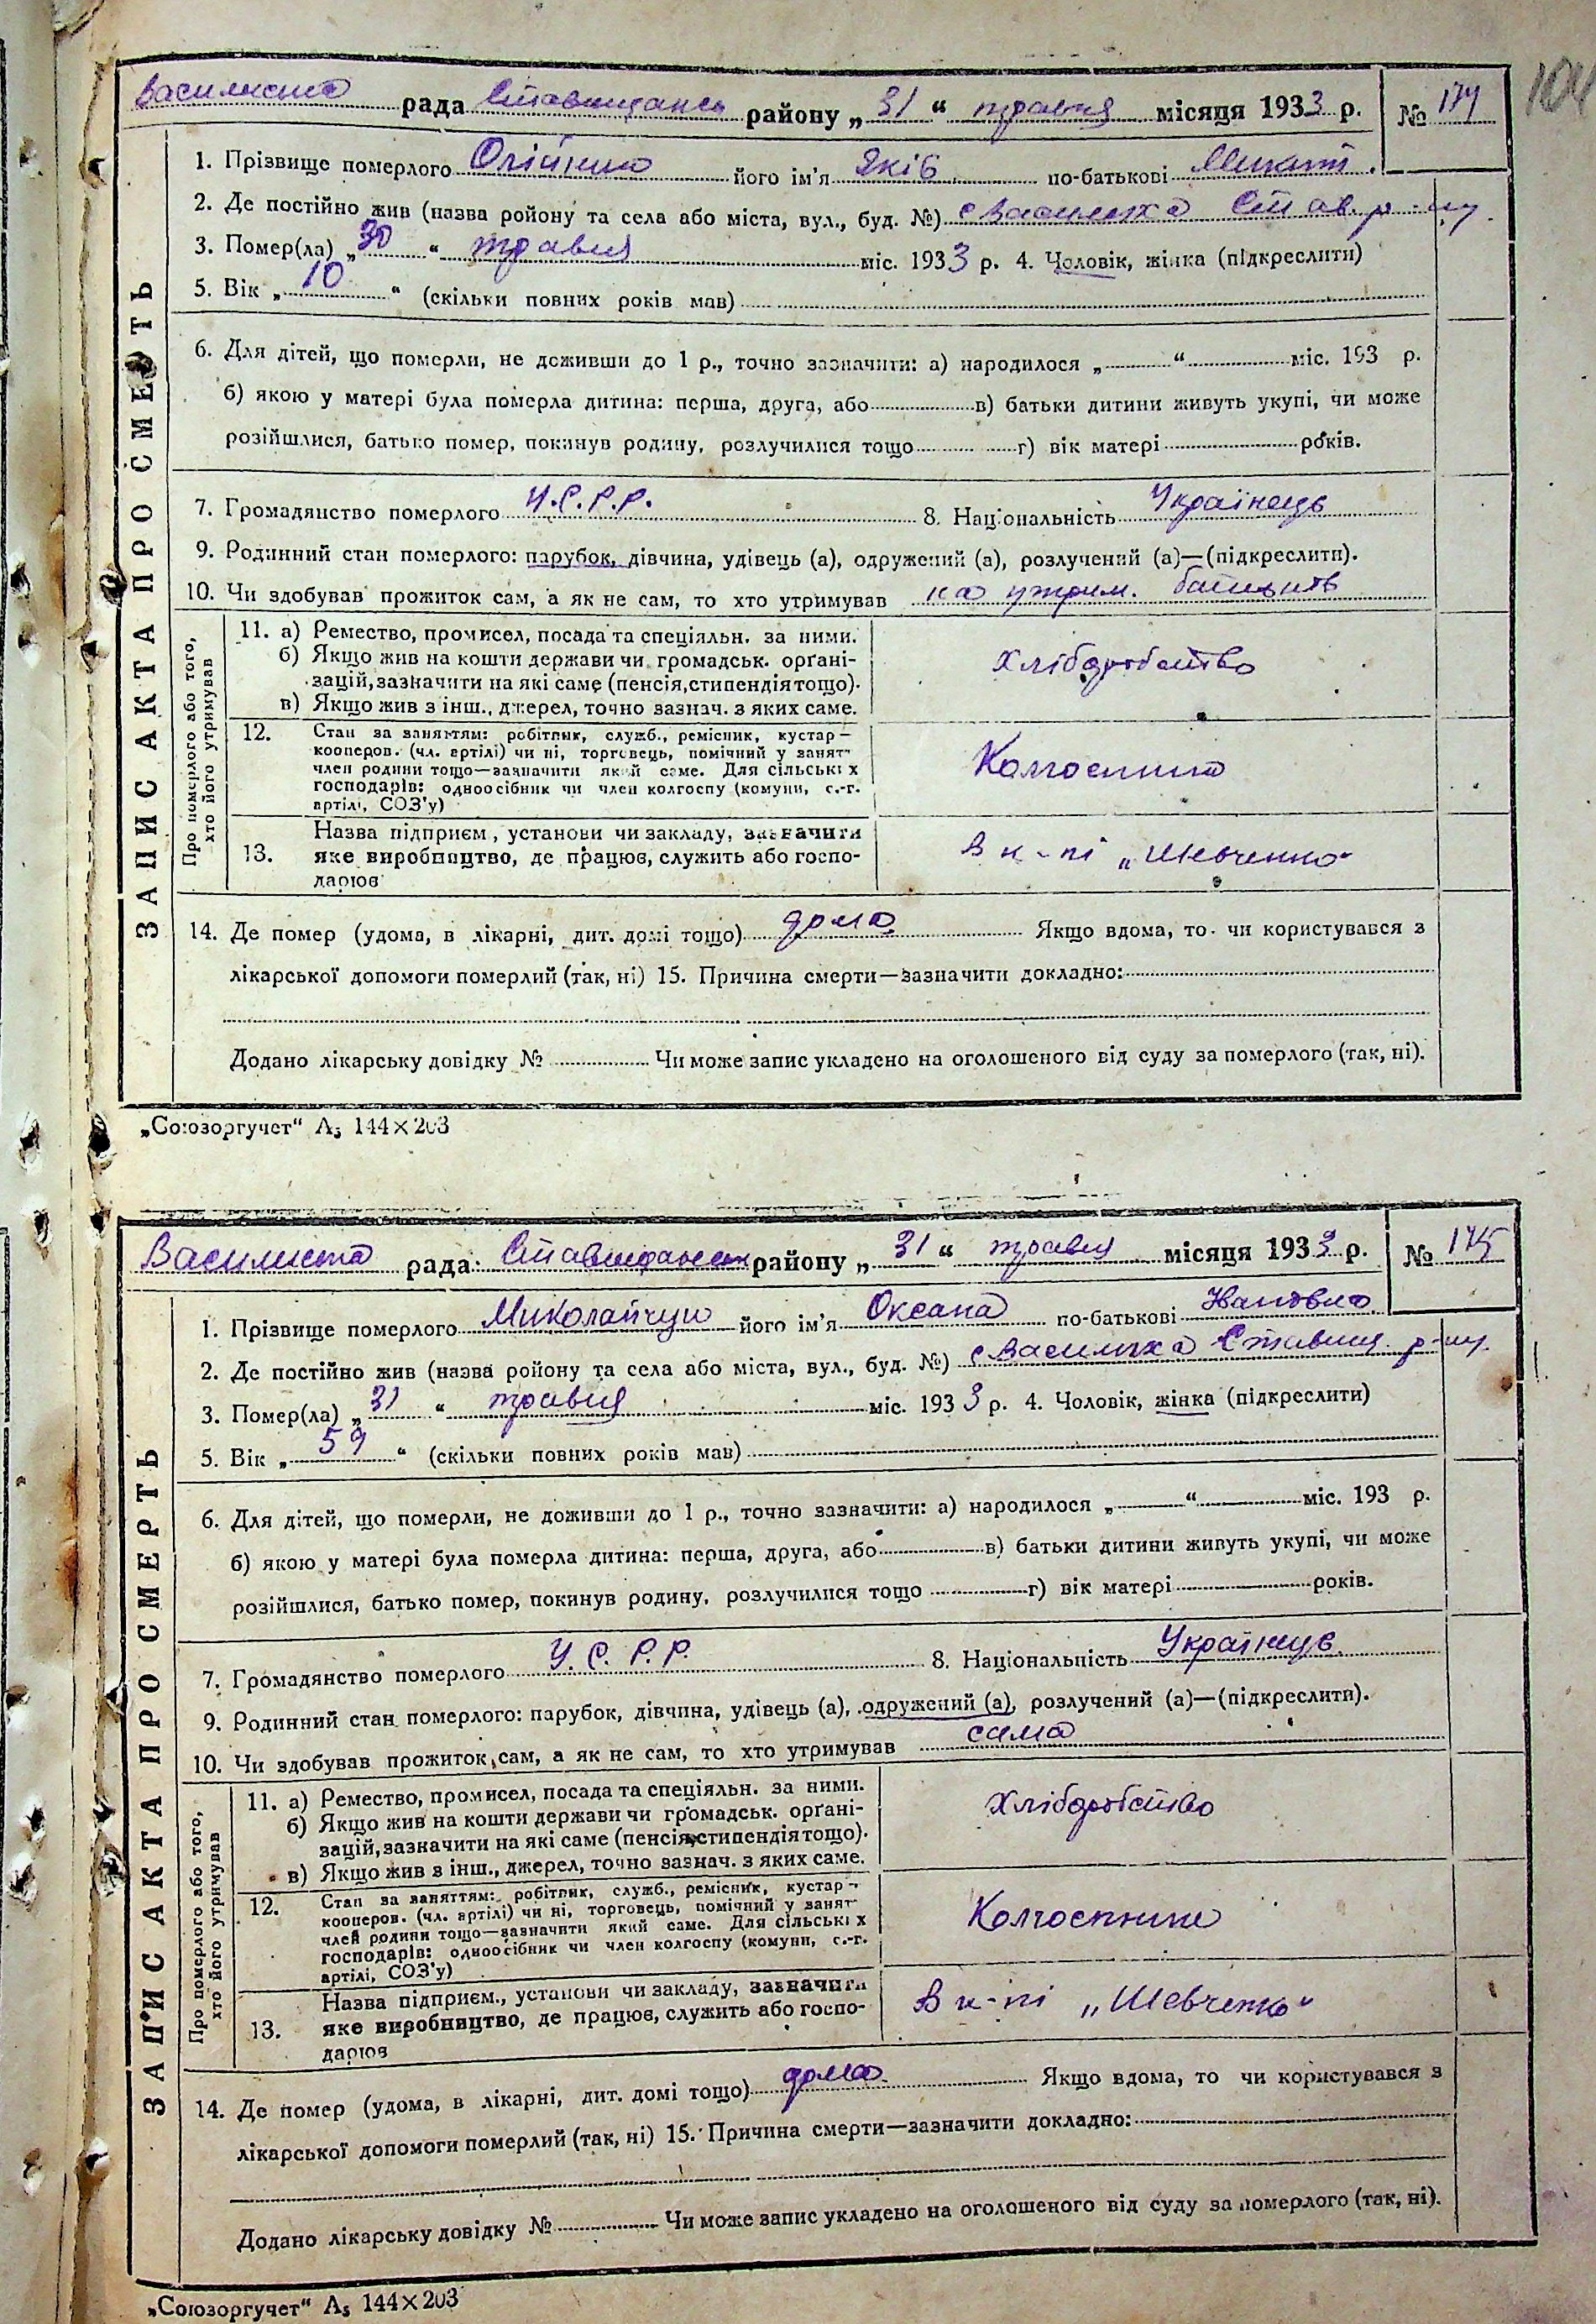 104
рада Ставищанськ району „ 31 “ травня місяця 1933 р. № 174
1. Прізвище померлого Олійник його ім'я Яків по-батькові
2. Де постійно жив (назва ройону та села або міста, вул., буд. №) с Василиха Став. р-ну.
3. Помер(ла) „ 30 “ травня міс. 1933 р. 4. Чоловік, жінка (підкреслити)
5. Вік „ 10 “ (скільки повних років мав)
6. Для дітей, що померли, не доживши до 1 р., точно зазначити: а) народилося „ “ міс. 193 р.
б) якою у матері була померла дитина: перша, друга, або в) батьки дитини живуть укупі, чи може
розійшлися, батько помер, покинув родину, розлучилися тощо г) вік матері років.
7. Громадянство померлого У.С.Р.Р. 8. Національність Українець
9. Родинний стан померлого: парубок, дівчина, удівець (а), одружений (а), розлучений (а)—(підкреслити).
10. Чи здобував прожиток сам, а як не сам, то хто утримував на утрим. батьків
ЗАПИС АКТА ПРО СМЕРТЬ
Про померлого або того,
хто його утримував
11. а) Ремество, промисел, посада та спеціяльн. за ними.
б) Якщо жив на кошти держави чи громадськ. орґані-
зацій, зазначити на які саме (пенсія, стипендія тощо).
в) Якщо жив з інш., джерел, точно зазнач. з яких саме.
Хліборобство
12. Стан за заняттям: робітник, служб., ремісник, кустар—
кооперов. (чл. артілі) чи ні, торговець, помічний у занят
член родини тощо—зазначити який саме. Для сільськіх
господарів: одноосібник чи член колгоспу (комуни, с.-г.
артілі, СОЗ'у)
Колгоспник
13. Назва підприєм., установи чи закладу, зазначити
яке виробництво, де працює, служить або госпо-
дарює
В к-пі „Шевченко“
14. Де помер (удома, в лікарні, дит. домі тощо) дома Якщо вдома, то чи користувався з
лікарської допомоги померлий (так, ні) 15. Причина смерти—зазначити докладно:
Додано лікарську довідку № Чи може запис укладено на оголошеного від суду за померлого (так, ні).
„Союзоргучет“ А5 144×203
рада Ставищанськ району „ 31 “ травня місяця 1933 р. № 175
1. Прізвище померлого Миколайчук його ім'я Оксана по-батькові
2. Де постійно жив (назва ройону та села або міста, вул., буд. №) с Василиха Ставищ. р-ну.
3. Помер(ла) „ 31 “ травня міс. 1933 р. 4. Чоловік, жінка (підкреслити)
5. Вік „ 59 “ (скільки повних років мав)
6. Для дітей, що померли, не доживши до 1 р., точно зазначити: а) народилося „ “ міс. 193 р.
б) якою у матері була померла дитина: перша, друга, або в) батьки дитини живуть укупі, чи може
розійшлися, батько помер, покинув родину, розлучилися тощо г) вік матері років.
7. Громадянство померлого У.С.Р.Р. 8. Національність Українець
9. Родинний стан померлого: парубок, дівчина, удівець (а), одружений (а), розлучений (а)—(підкреслити).
10. Чи здобував прожиток сам, а як не сам, то хто утримував сама
ЗАПИС АКТА ПРО СМЕРТЬ
Про померлого або того,
хто його утримував
11. а) Ремество, промисел, посада та спеціяльн. за ними.
б) Якщо жив на кошти держави чи громадськ. орґані-
зацій, зазначити на які саме (пенсія, стипендія тощо).
в) Якщо жив з інш., джерел, точно зазнач. з яких саме.
Хліборобство
12. Стан за заняттям: робітник, служб., ремісник, кустар—
кооперов. (чл. артілі) чи ні, торговець, помічний у занят
член родини тощо—зазначити який саме. Для сільськіх
господарів: одноосібник чи член колгоспу (комуни, с.-г.
артілі, СОЗ'у)
Колгоспник
13. Назва підприєм., установи чи закладу, зазначити
яке виробництво, де працює, служить або госпо-
дарює
В к-пі „Шевченко“
14. Де помер (удома, в лікарні, дит. домі тощо) дома Якщо вдома, то чи користувався з
лікарської допомоги померлий (так, ні) 15. Причина смерти—зазначити докладно:
Додано лікарську довідку № Чи може запис укладено на оголошеного від суду за померлого (так, ні).
„Союзоргучет“ А5 144×203